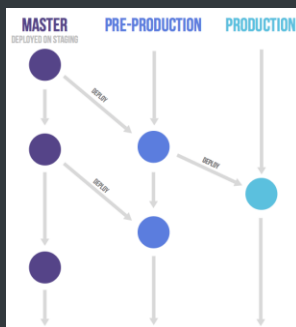 MASTER
DEPLOYED ON STAGING
PRE-PRODUCTION
PRODUCTION
DEPLOY
DEPLOY
DEPLOY